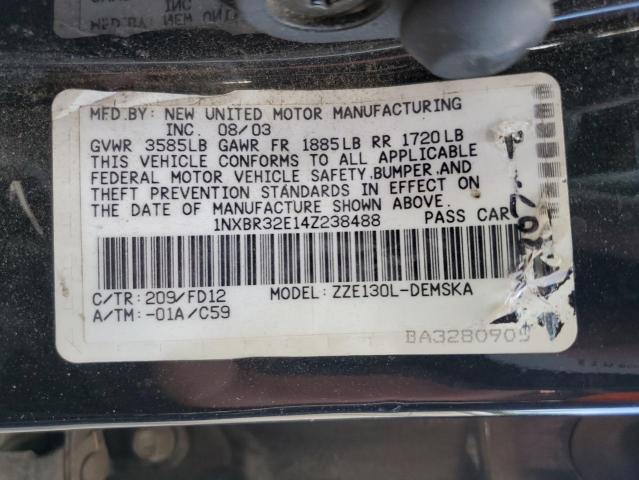 INC
MFD.BY: NEW UNITED MOTOR MANUFACTURING
INC. 08/03
GVWR 3585LB GAWR FR 1885LB RR 1720LB
THIS VEHICLE CONFORMS TO ALL APPLICABLE
FEDERAL MOTOR VEHICLE SAFETY,BUMPER,AND
THEFT PREVENTION STANDARDS IN EFFECT ON
THE DATE OF MANUFACTURE SHOWN ABOVE.
1NXBR32E14Z238488 PASS CAR
C/TR: 209/FD12 MODEL: ZZE130L-DEMSKA
A/TM: -01A/C59
BA3280905